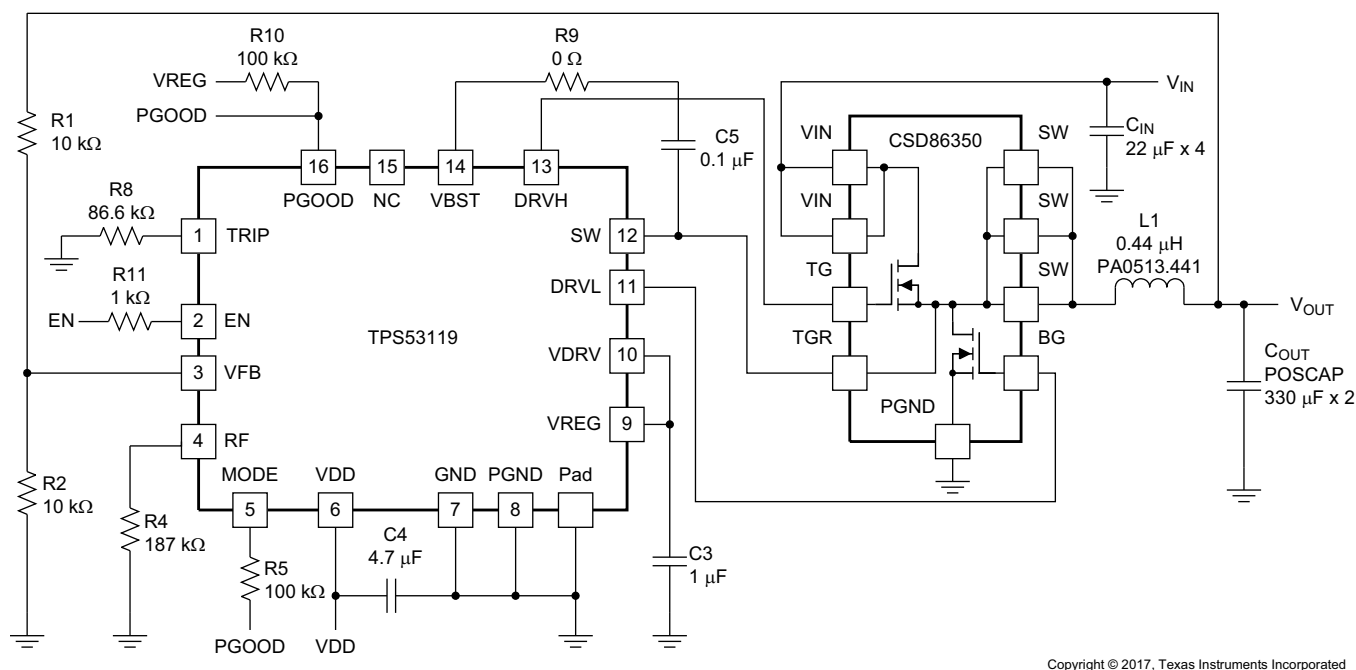 R10
100 kΩ
VREG
PGOOD
R9
0 Ω
R1
10 kΩ
C5
0.1 µF
VIN
CIN
22 µF x 4
VIN
CSD86350
SW
VIN
SW
TG
SW
TGR
BG
PGND
L1
0.44 µH
PA0513.441
VOUT
COUT
POSCAP
330 µF x 2
16
15
14
13
PGOOD
NC
VBST
DRVH
R8
86.6 kΩ
1
TRIP
R11
1 kΩ
EN
2
EN
3
VFB
4
RF
TPS53119
SW
12
DRVL
11
VDRV
10
VREG
9
MODE
VDD
GND
PGND
Pad
5
6
7
8
R2
10 kΩ
R4
187 kΩ
R5
100 kΩ
PGOOD
VDD
C4
4.7 µF
C3
1 µF
Copyright © 2017, Texas Instruments Incorporated